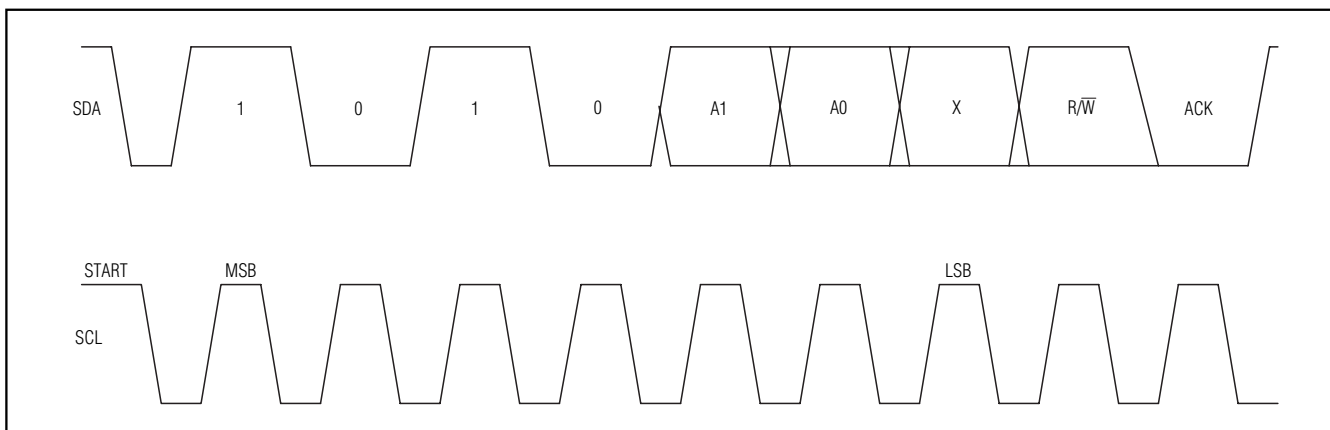 SDA 1 0 1 0 A1 A0 X R/W̅ ACK
START MSB LSB
SCL